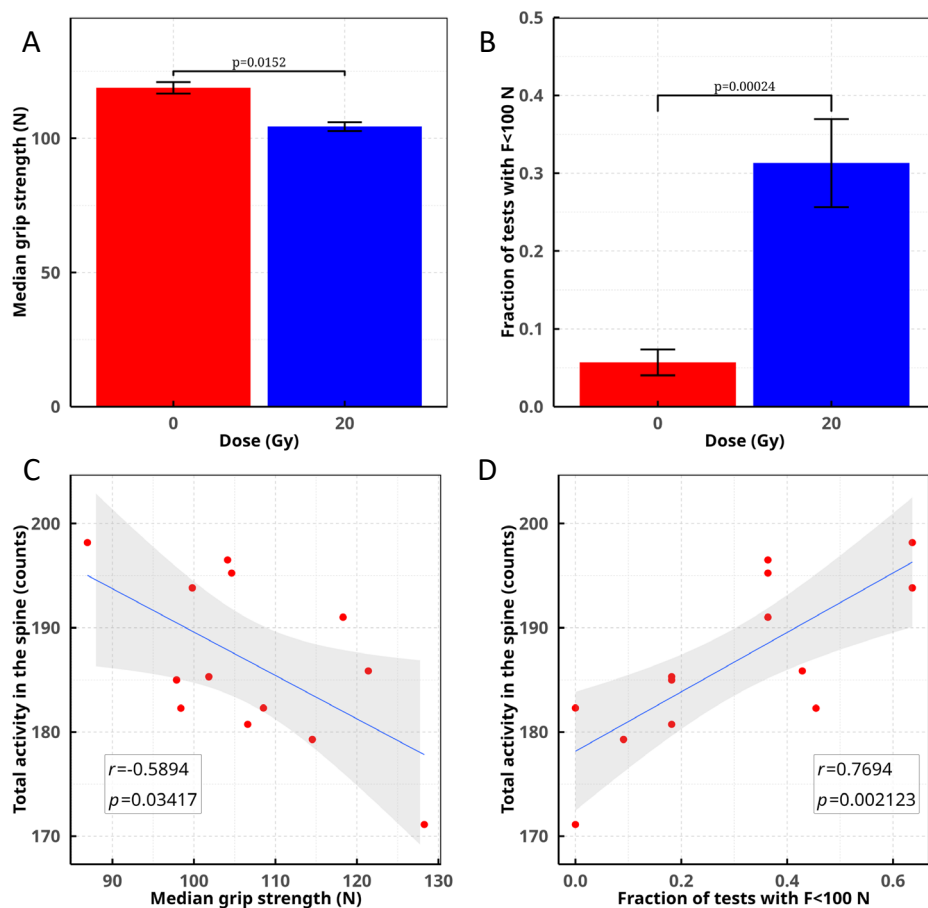 A
p=0.0152
Median grip strength (N)
100
50
0
0
20
Dose (Gy)
B
p=0.00024
Fraction of tests with F<100 N
0.5
0.4
0.3
0.2
0.1
0.0
0
20
Dose (Gy)
C
Total activity in the spine (counts)
200
190
180
170
r=-0.5894
p=0.03417
90
100
110
120
130
Median grip strength (N)
D
Total activity in the spine (counts)
200
190
180
170
r=0.7694
p=0.002123
0.0
0.2
0.4
0.6
Fraction of tests with F<100 N